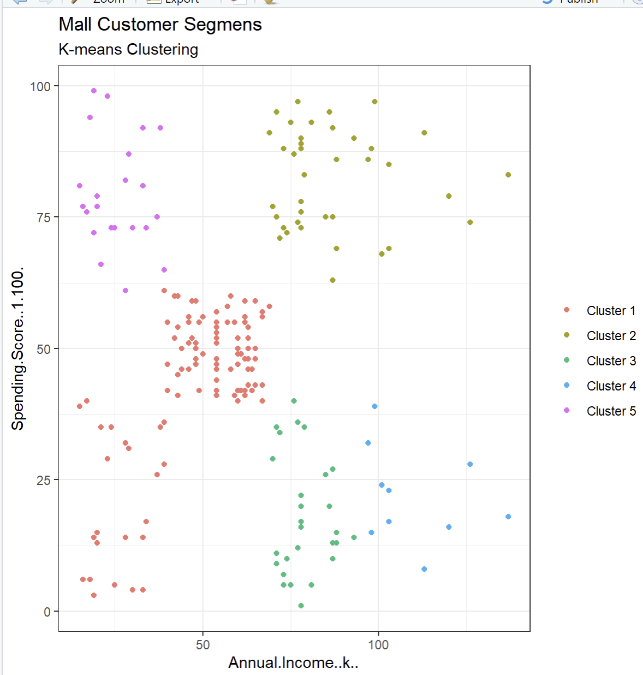 Zoom
Export
Publish
Mall Customer Segmens
K-means Clustering
100
75
50
25
0
Spending.Score..1.100.
50
100
Annual.Income..k..
Cluster 1
Cluster 2
Cluster 3
Cluster 4
Cluster 5